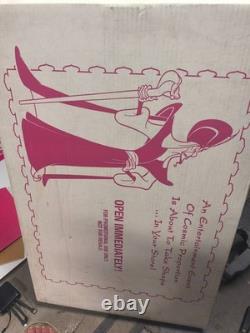 An Entertainment Event
Of Cosmic Proportion
Is About To Take Shape
... In Your Store!
OPEN IMMEDIATELY!
FOR PROMOTIONAL USE ONLY
NOT FOR RESALE